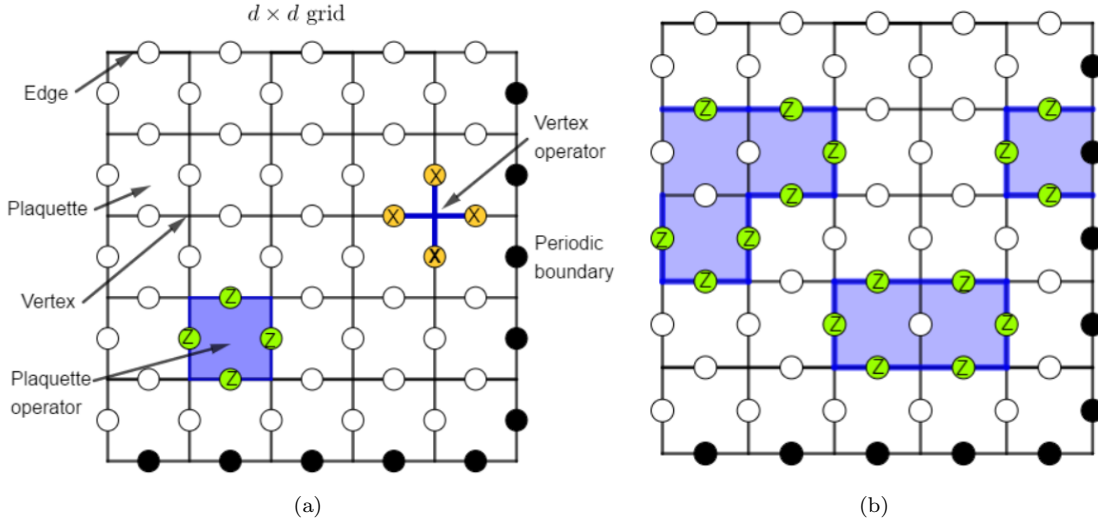 d × d grid
Edge
Vertex
operator
X
Plaquette
X X
X
Periodic
boundary
Vertex
Z
Z Z
Plaquette
operator
Z
(a)
Z Z Z
Z Z
Z Z
Z Z
Z Z Z
Z Z
Z Z
(b)